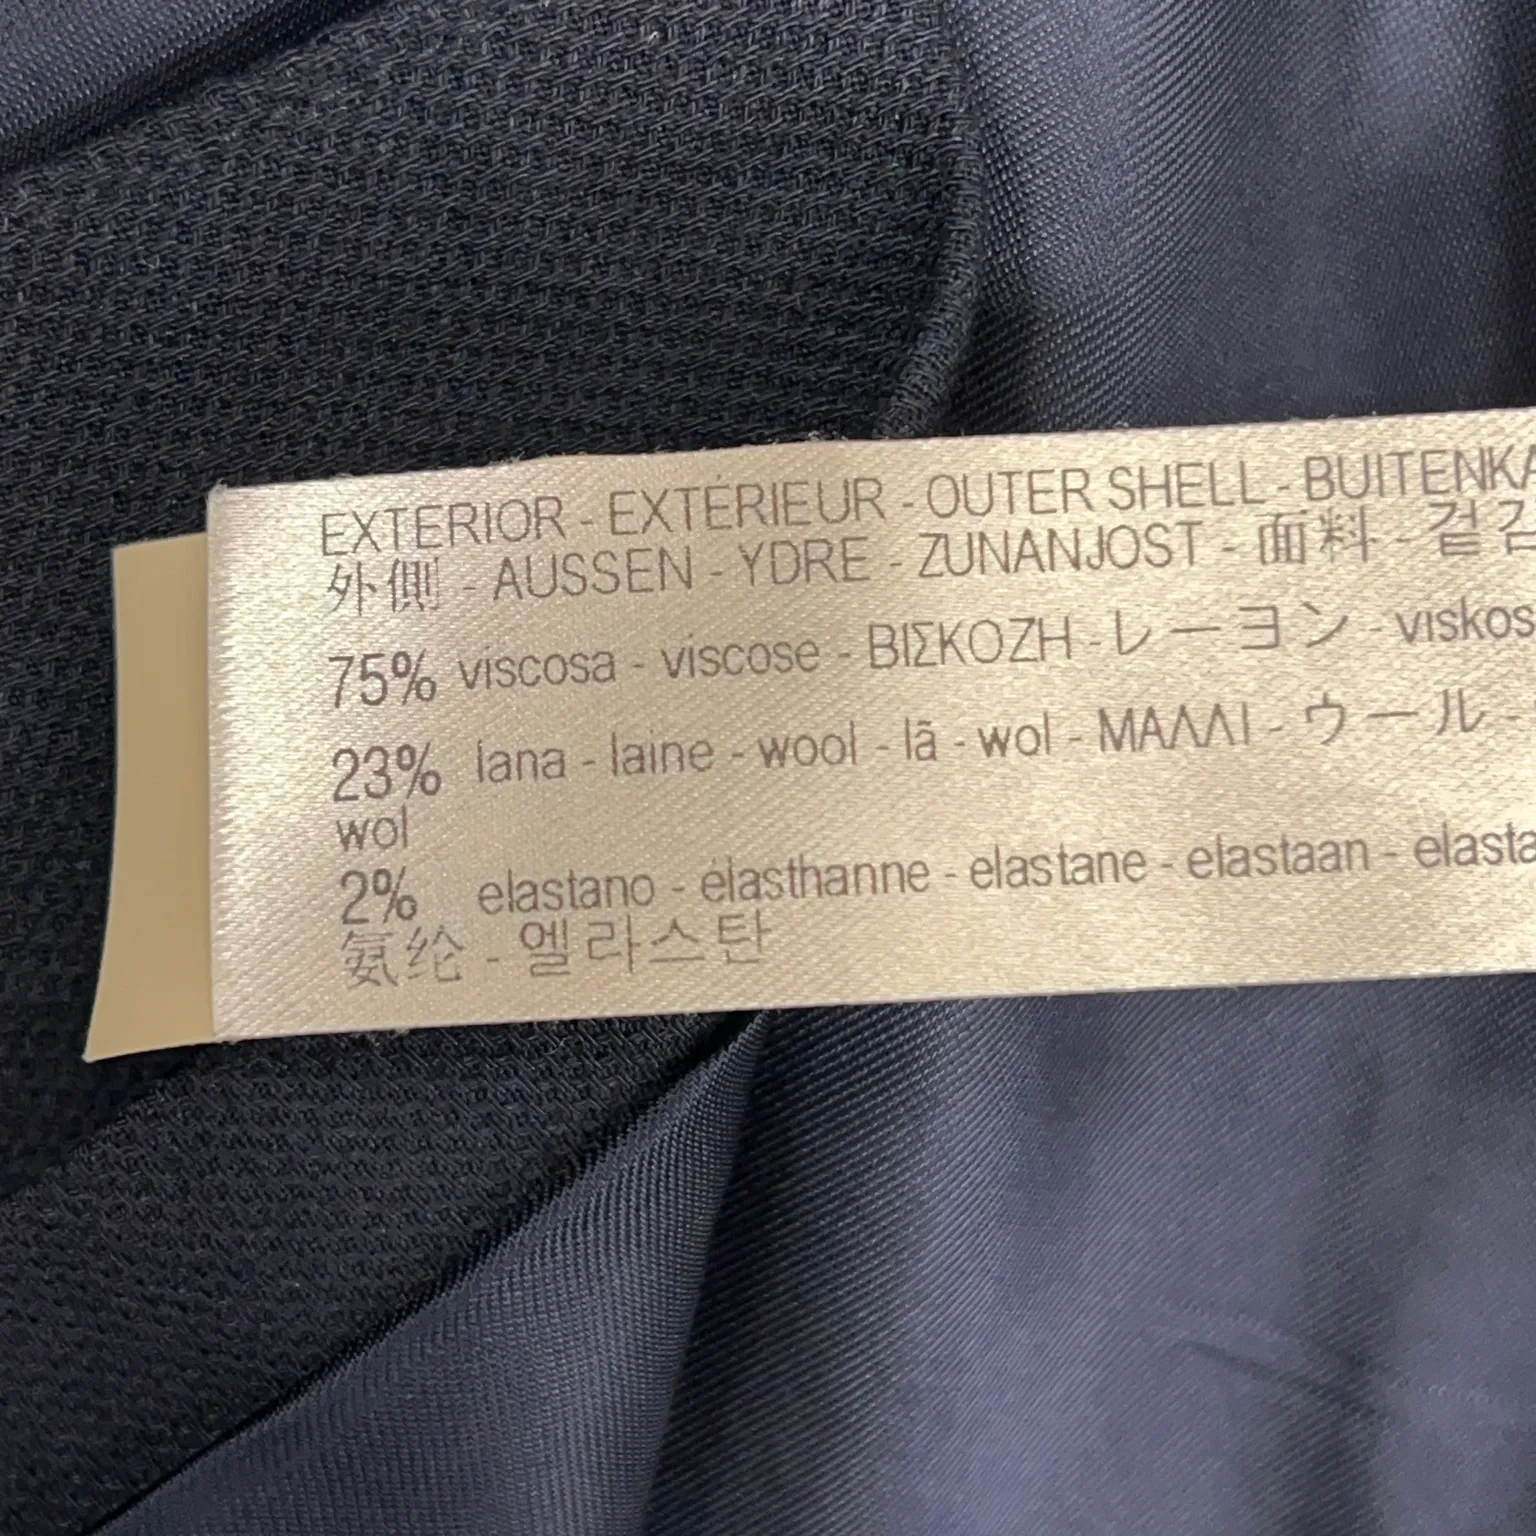 EXTERIOR - EXTÉRIEUR - OUTER SHELL - BUITENKA
外側 - AUSSEN - YDRE - ZUNANJOST - 面料 - 겉감
75% viscosa - viscose - ΒΙΣΚΟΖΗ - レーヨン - viskos
23% lana - laine - wool - lã - wol - ΜΑΛΛΙ - ウール -
wol
2% elastano - élasthanne - elastane - elastaan - elasta
氨纶 - 엘라스탄